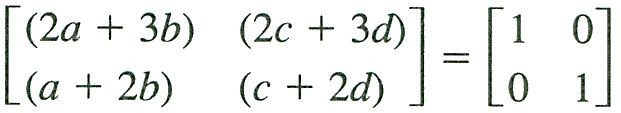 [(2a + 3b) (2c + 3d)] = [1 0]
[(a + 2b) (c + 2d)] [0 1]